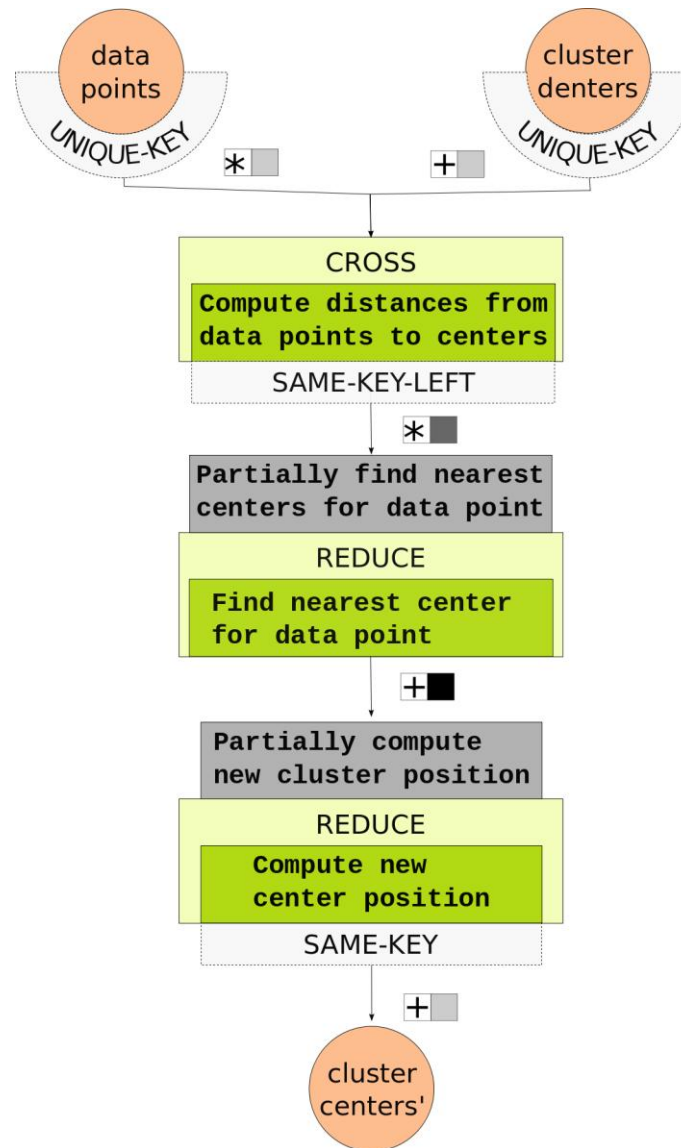 data
points
UNIQUE-KEY
cluster
denters
UNIQUE-KEY
*
+
CROSS
Compute distances from
data points to centers
SAME-KEY-LEFT
*
Partially find nearest
centers for data point
REDUCE
Find nearest center
for data point
+
Partially compute
new cluster position
REDUCE
Compute new
center position
SAME-KEY
+
cluster
centers'